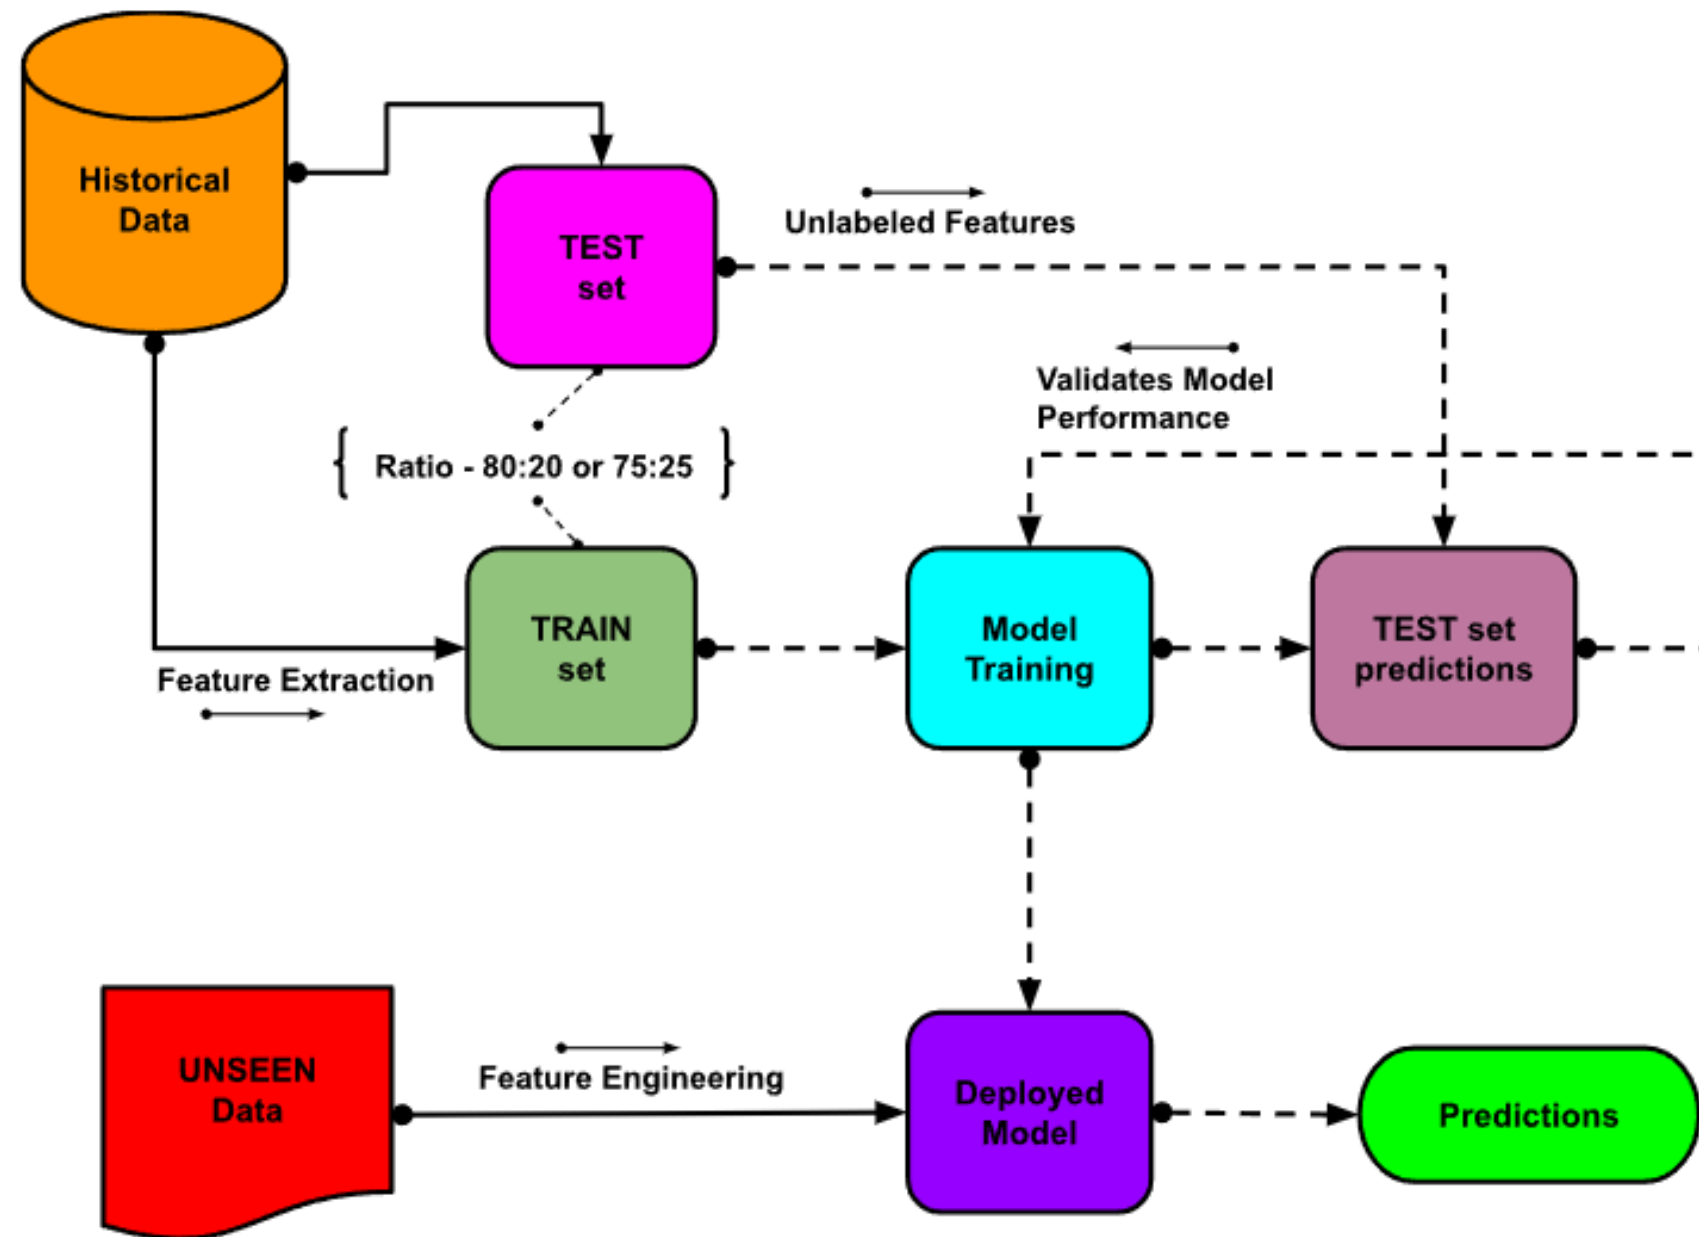 Historical
Data
TEST
set
Unlabeled Features
Validates Model
Performance
{ Ratio - 80:20 or 75:25 }
TRAIN
set
Feature Extraction
Model
Training
TEST set
predictions
UNSEEN
Data
Feature Engineering
Deployed
Model
Predictions